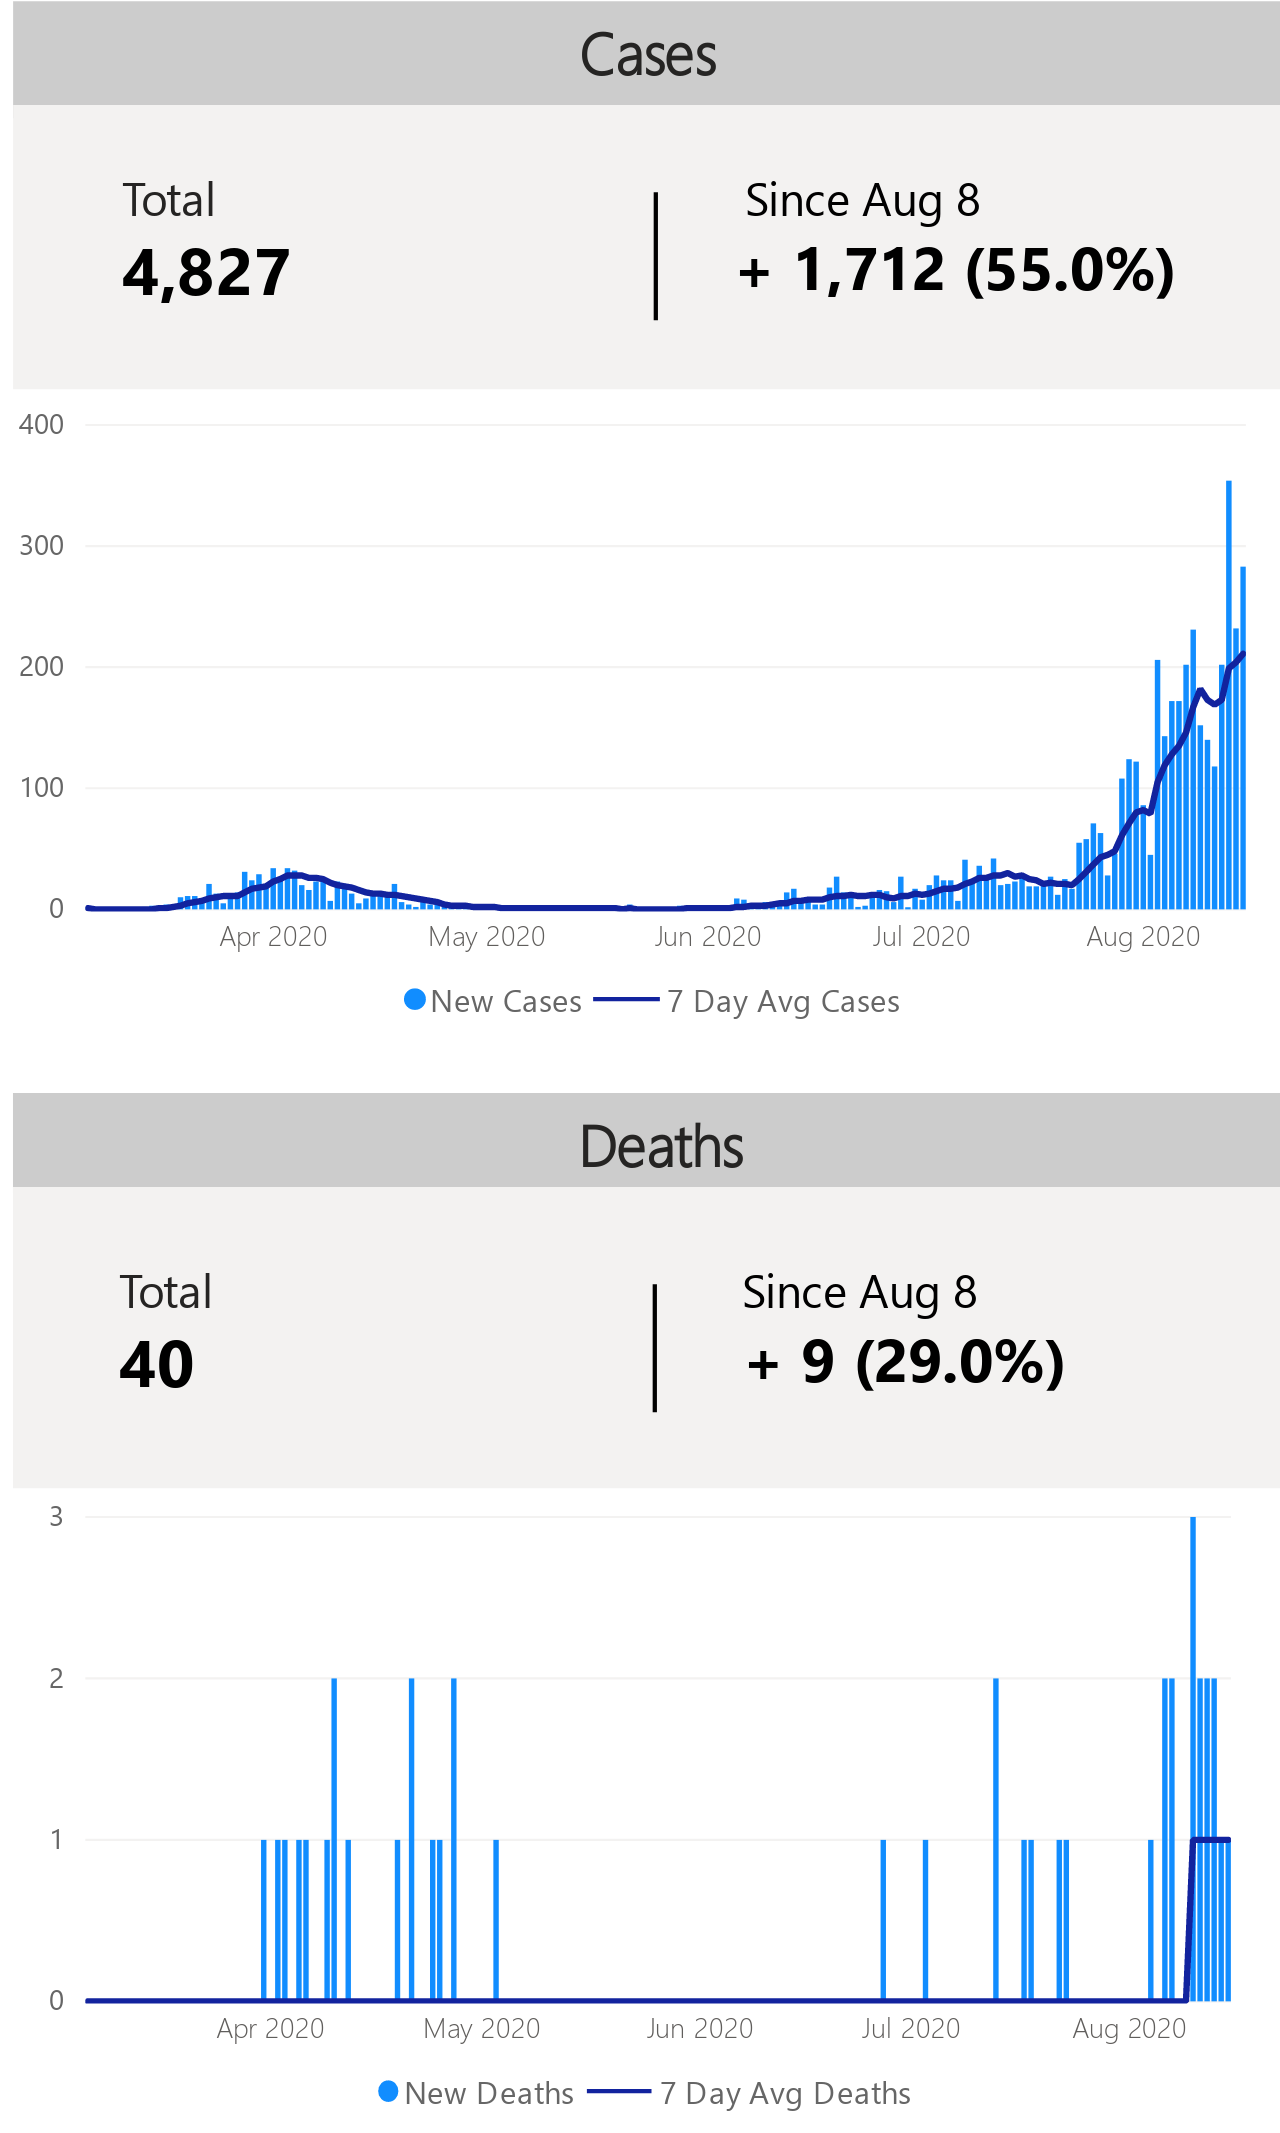 Cases
Total
4,827
Since Aug 8
+ 1,712 (55.0%)
400
300
200
100
0
Apr 2020 May 2020 Jun 2020 Jul 2020 Aug 2020
New Cases 7 Day Avg Cases
Deaths
Total
40
Since Aug 8
+ 9 (29.0%)
3
2
1
0
Apr 2020 May 2020 Jun 2020 Jul 2020 Aug 2020
New Deaths 7 Day Avg Deaths